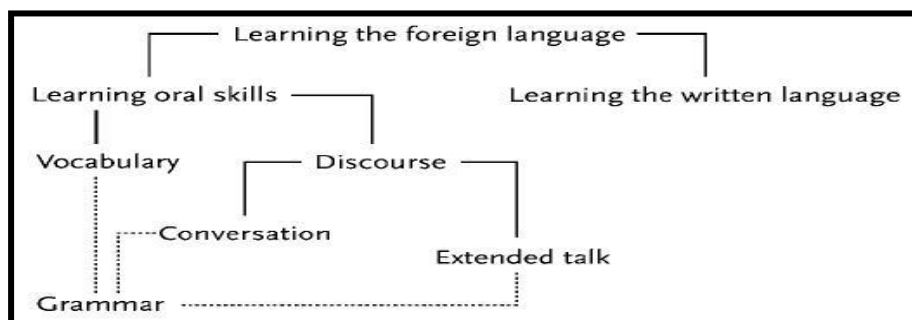 Learning the foreign language
Learning oral skills
Learning the written language
Vocabulary
Discourse
Conversation
Extended talk
Grammar